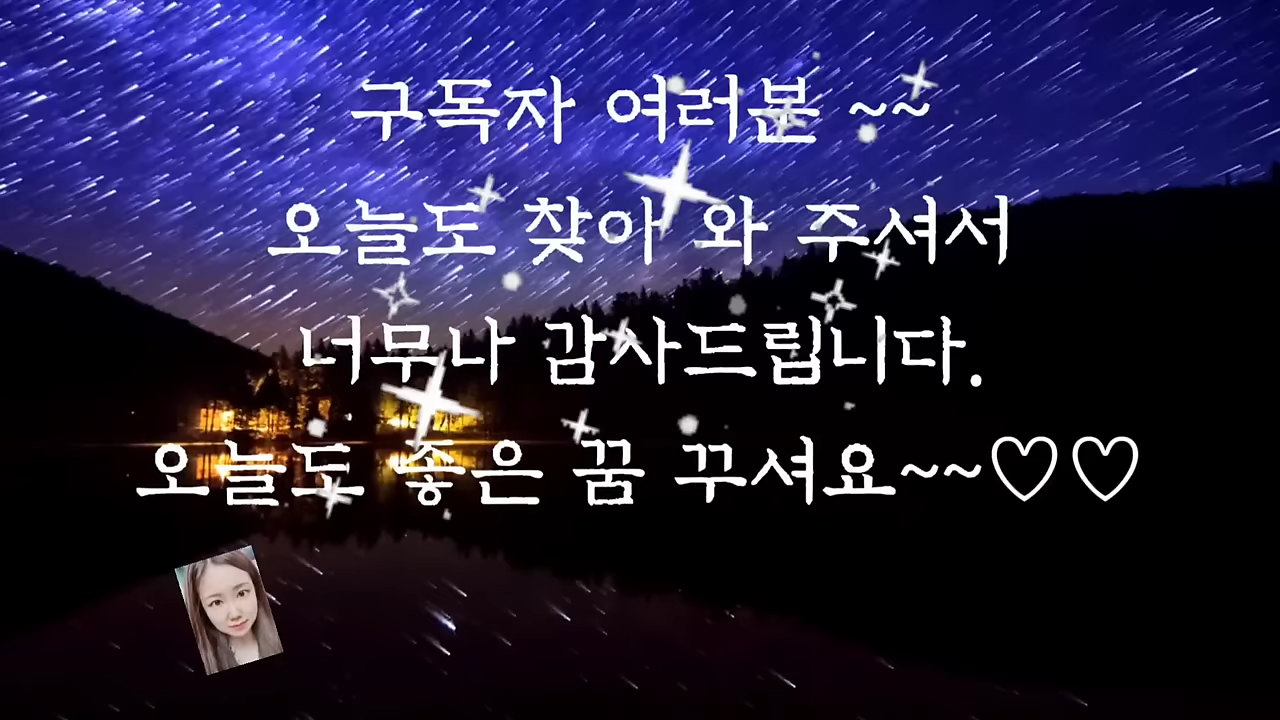 구독자 여러분 ~~
오늘도 찾아 와 주셔서
너무나 감사드립니다.
오늘도 좋은 꿈 꾸셔요~~♡♡